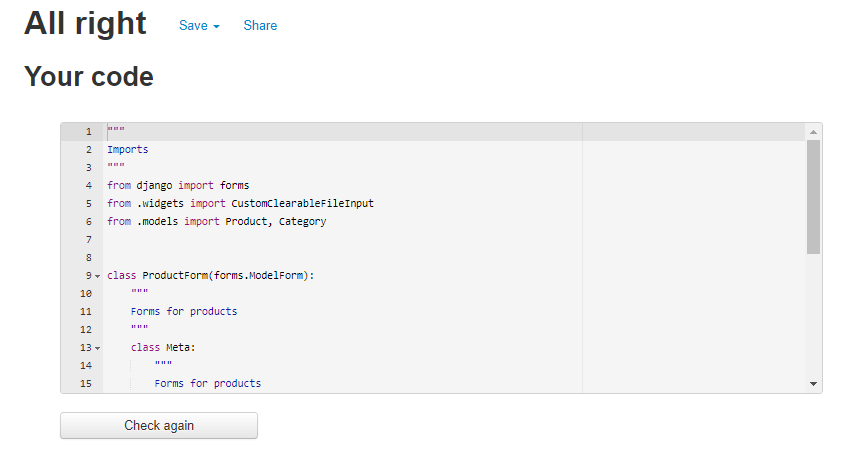 All right Save Share
Your code
1 """
2 Imports
3 """
4 from django import forms
5 from .widgets import CustomClearableFileInput
6 from .models import Product, Category
7
8
9 class ProductForm(forms.ModelForm):
10 """
11 Forms for products
12 """
13 class Meta:
14 """
15 Forms for products
Check again